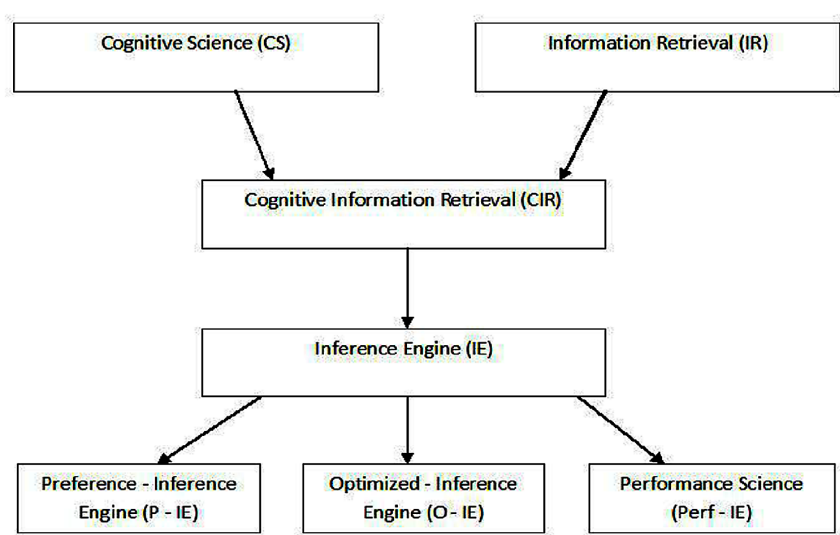 Cognitive Science (CS)
Information Retrieval (IR)
Cognitive Information Retrieval (CIR)
Inference Engine (IE)
Preference - Inference
Engine (P - IE)
Optimized - Inference
Engine (O - IE)
Performance Science
(Perf - IE)